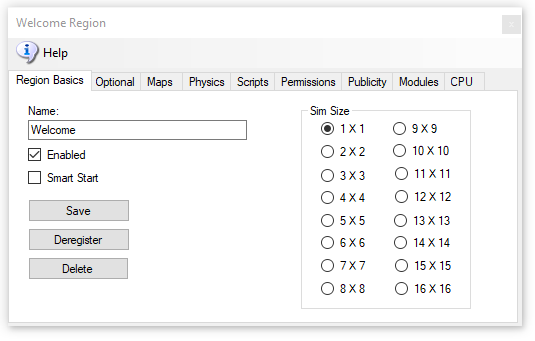 Welcome Region
Help
Region Basics Optional Maps Physics Scripts Permissions Publicity Modules CPU
Name:
Welcome
Enabled
Smart Start
Save
Deregister
Delete
Sim Size
1 X 1 9 X 9
2 X 2 10 X 10
3 X 3 11 X 11
4 X 4 12 X 12
5 X 5 13 X 13
6 X 6 14 X 14
7 X 7 15 X 15
8 X 8 16 X 16